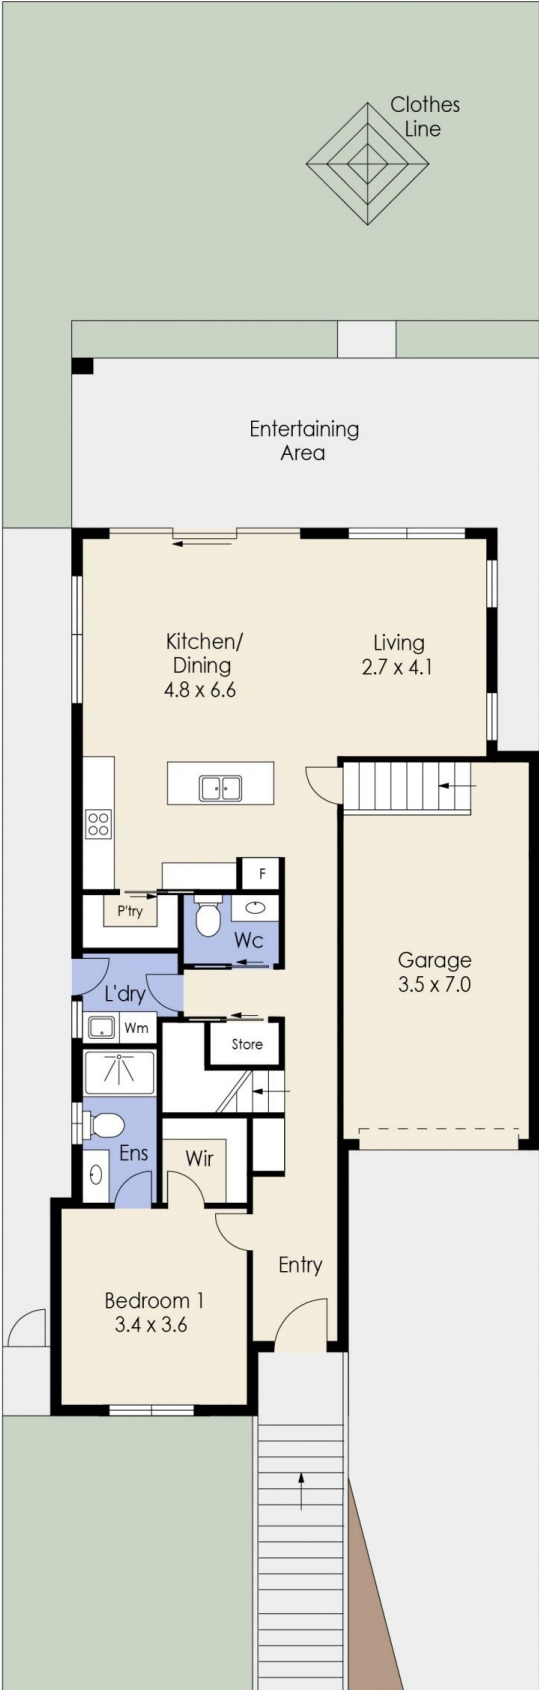 Clothes
Line
Entertaining
Area
Kitchen/
Dining
4.8 x 6.6
Living
2.7 x 4.1
F
P'try
Wc
Garage
3.5 x 7.0
L'dry
Wm
Store
Ens
Wir
Entry
Bedroom 1
3.4 x 3.6